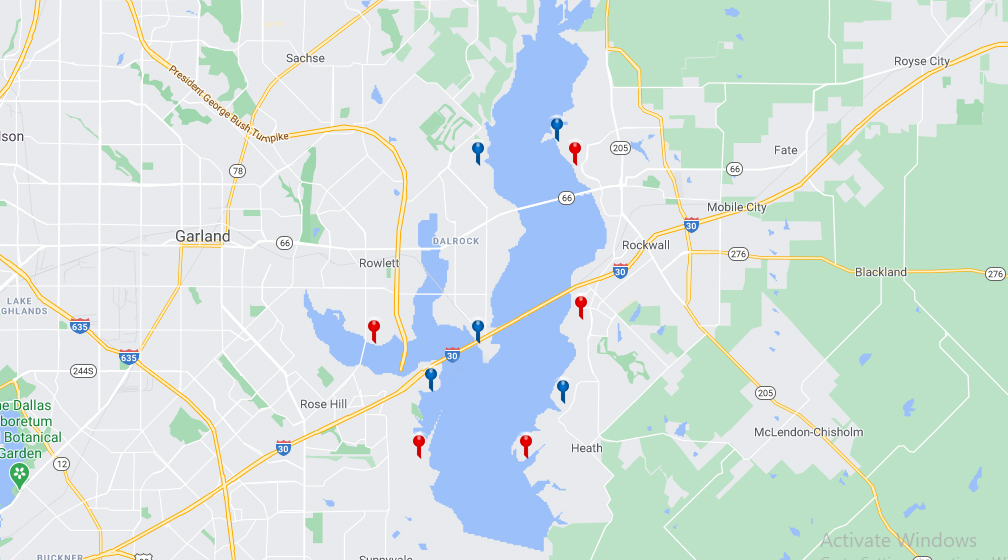 Sachse
Royse City
President George Bush Turnpike
son
205
Fate
78
66
66
Mobile City
30
Garland
66
DALROCK
Rockwall
276
Rowlett
30
Blackland
276
LAKE
GHLANDS
635
635
30
244S
205
Rose Hill
ne Dallas
boretum
Botanical
Garden
McLendon-Chisholm
30
Heath
12
Activate Windows
BUCKNER
Sunnyvale